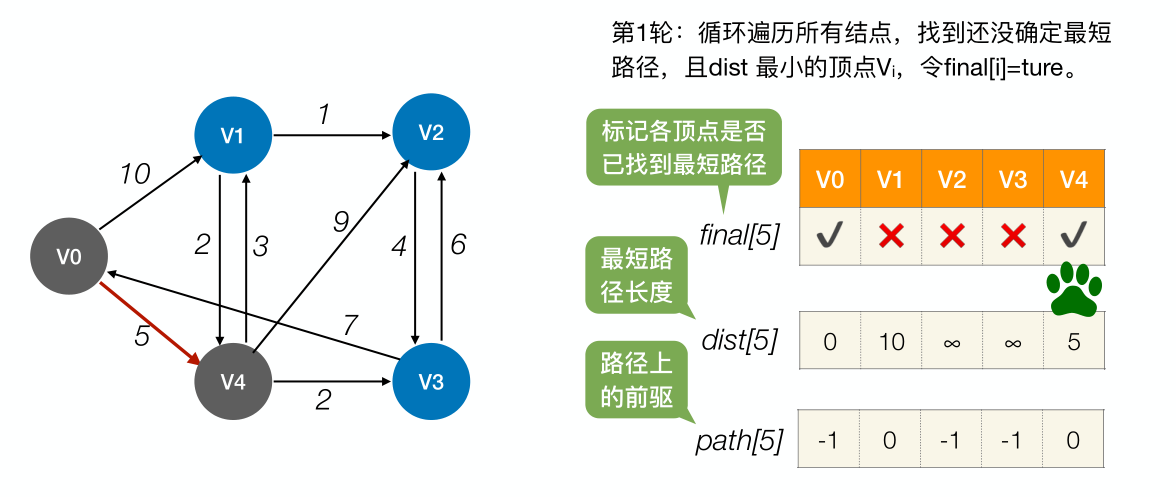 第1轮：循环遍历所有结点，找到还没确定最短
路径，且dist 最小的顶点Vi，令final[i]=ture。
标记各顶点是否
已找到最短路径
V0 V1 V2 V3 V4
final[5] ✓ ✕ ✕ ✕ ✓
最短路
径长度
dist[5] 0 10 ∞ ∞ 5
路径上
的前驱
path[5] -1 0 -1 -1 0
1
V1
V2
10
9
2
3
4
6
V0
7
5
V4
V3
2